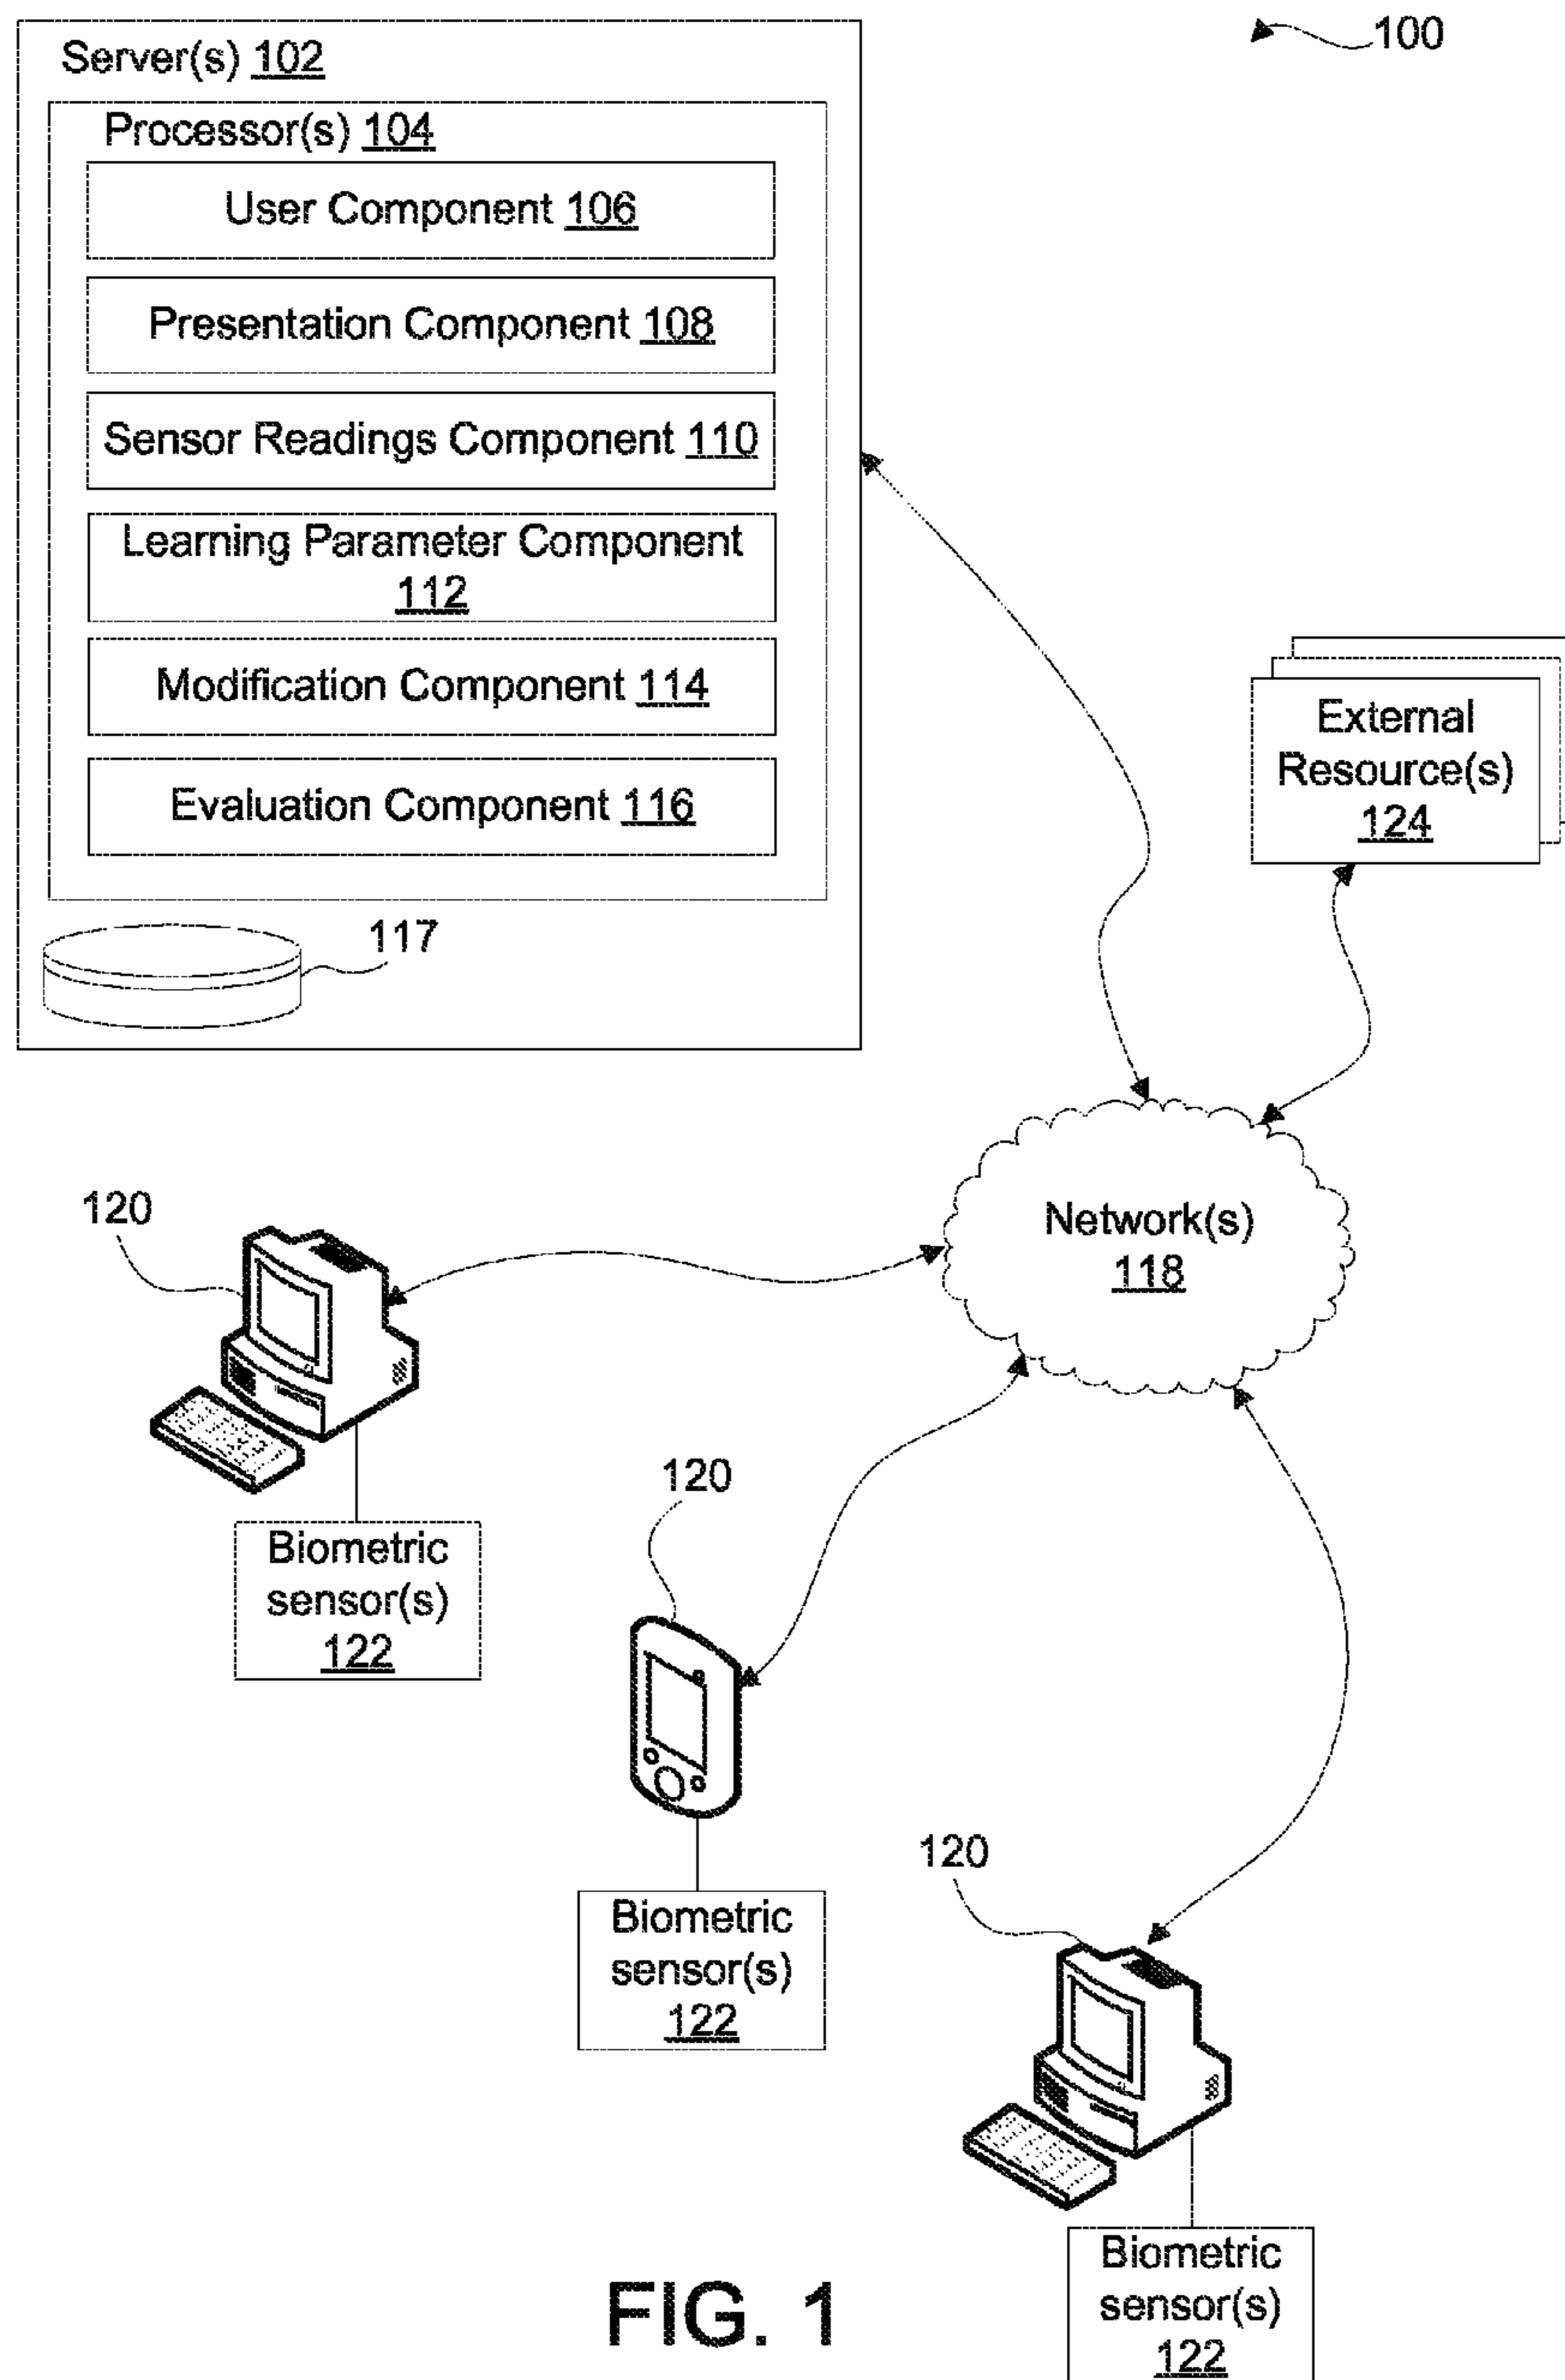 100
Server(s) 102
Processor(s) 104
User Component 106
Presentation Component 108
Sensor Readings Component 110
Learning Parameter Component
112
Modification Component 114
Evaluation Component 116
117
External
Resource(s)
124
Network(s)
118
120
Biometric
sensor(s)
122
120
Biometric
sensor(s)
122
120
Biometric
sensor(s)
122
FIG. 1